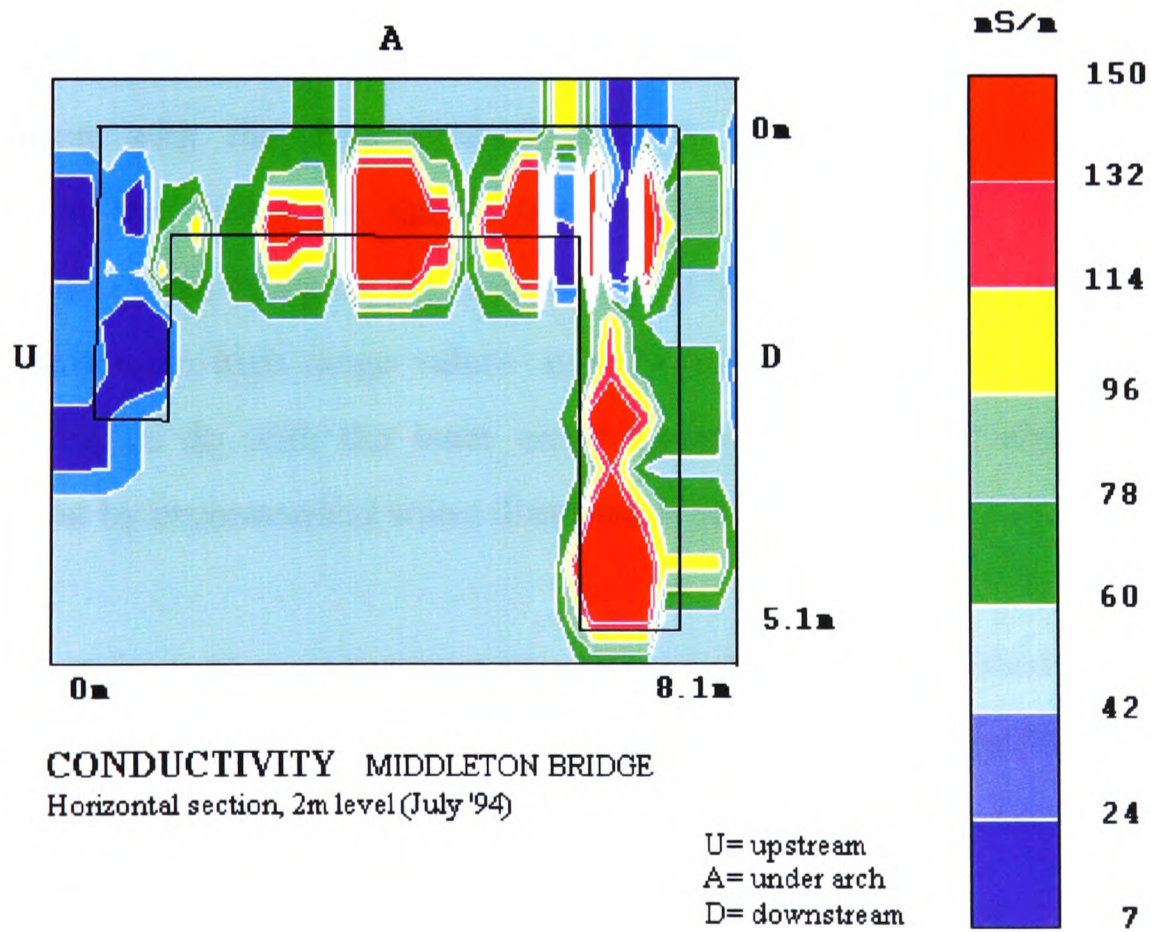 A
mS/m
150
0m
132
114
U
D
96
78
60
5.1m
0m
8.1m
42
CONDUCTIVITY MIDDLETON BRIDGE
Horizontal section, 2m level (July '94)
24
U= upstream
A= under arch
D= downstream
7